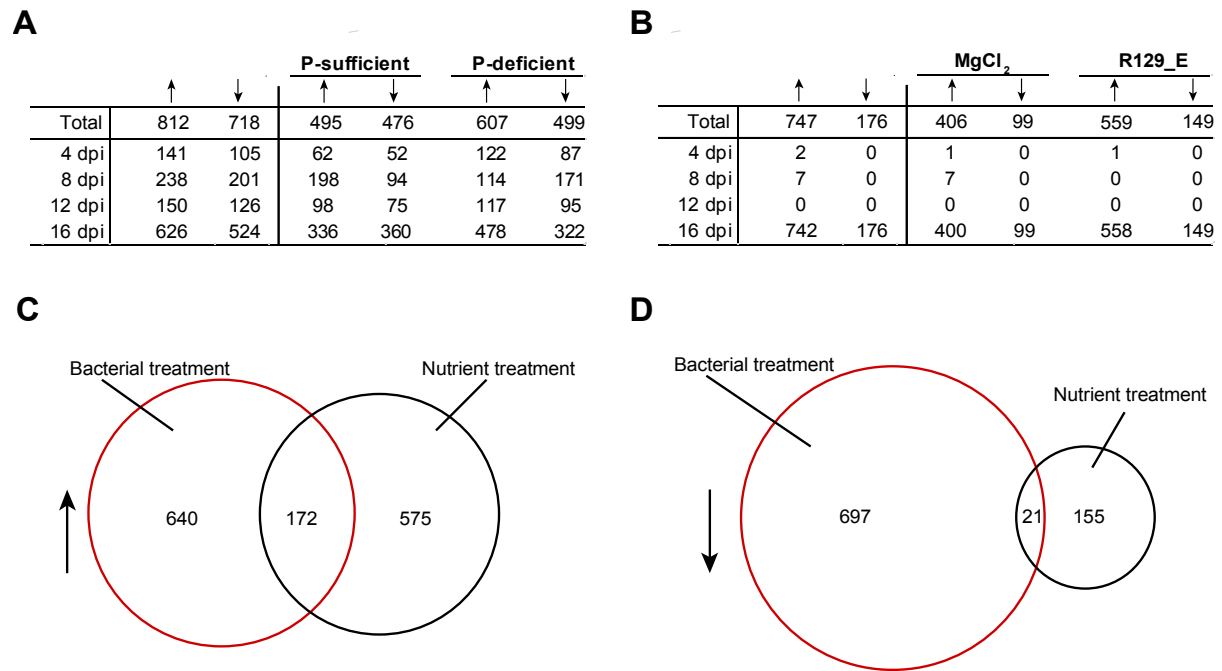 A
P-sufficient P-deficient
↑ ↓ ↑ ↓ ↑ ↓
Total 812 718 495 476 607 499
4 dpi 141 105 62 52 122 87
8 dpi 238 201 198 94 114 171
12 dpi 150 126 98 75 117 95
16 dpi 626 524 336 360 478 322
B
MgCl₂ R129_E
↑ ↓ ↑ ↓ ↑ ↓
Total 747 176 406 99 559 149
4 dpi 2 0 1 0 1 0
8 dpi 7 0 7 0 0 0
12 dpi 0 0 0 0 0 0
16 dpi 742 176 400 99 558 149
C
Bacterial treatment Nutrient treatment
↑ 640 172 575
D
Bacterial treatment
Nutrient treatment
↓ 697 21 155